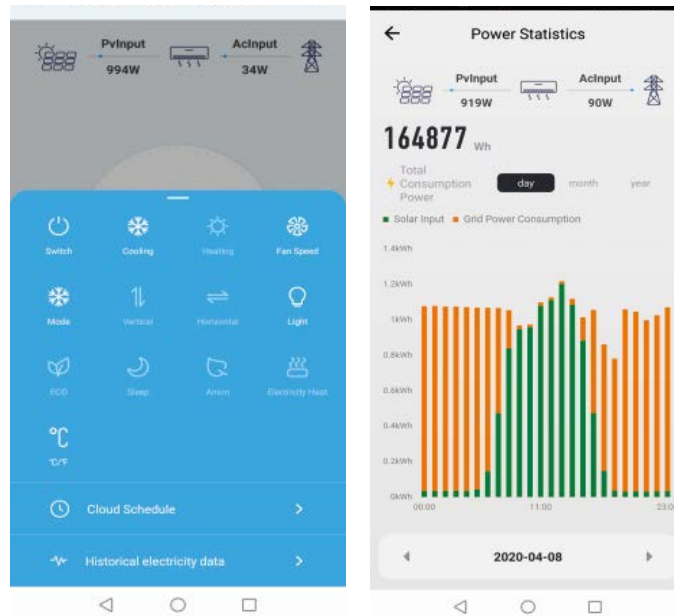 PvInput
AcInput
994W
34W
Switch
Cooling
Heating
Fan Speed
Mode
Vertical
Horizontal
Light
ECO
Sleep
Anion
Electricity Heat
°C
°C/°F
Cloud Schedule
Historical electricity data
Power Statistics
PvInput
AcInput
919W
90W
164877 Wh
Total
Consumption
Power
day
month
year
Solar Input
Grid Power Consumption
1.4kWh
1.2kWh
1kWh
0.8kWh
0.6kWh
0.4kWh
0.2kWh
0kWh
00:00
11:00
23:0
2020-04-08